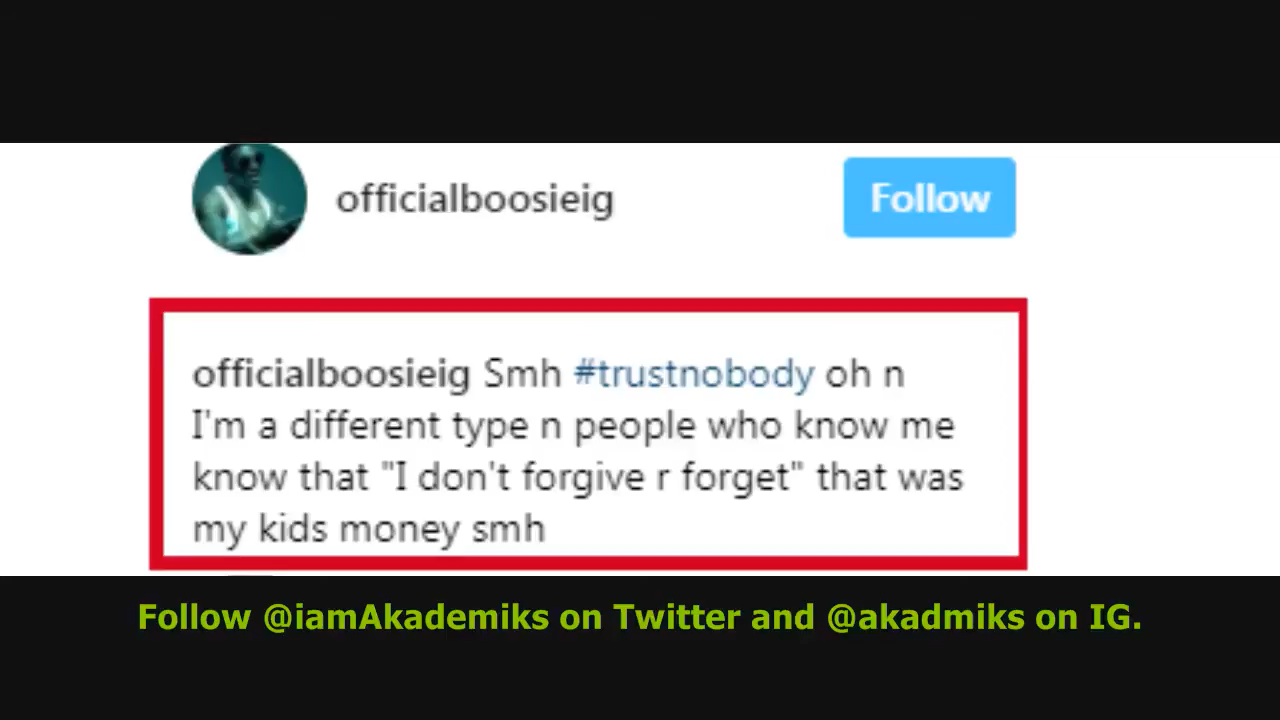 officialboosieig
Follow
officialboosieig Smh #trustnobody oh n
I'm a different type n people who know me
know that "I don't forgive r forget" that was
my kids money smh
Follow @iamAkademiks on Twitter and @akadmiks on IG.